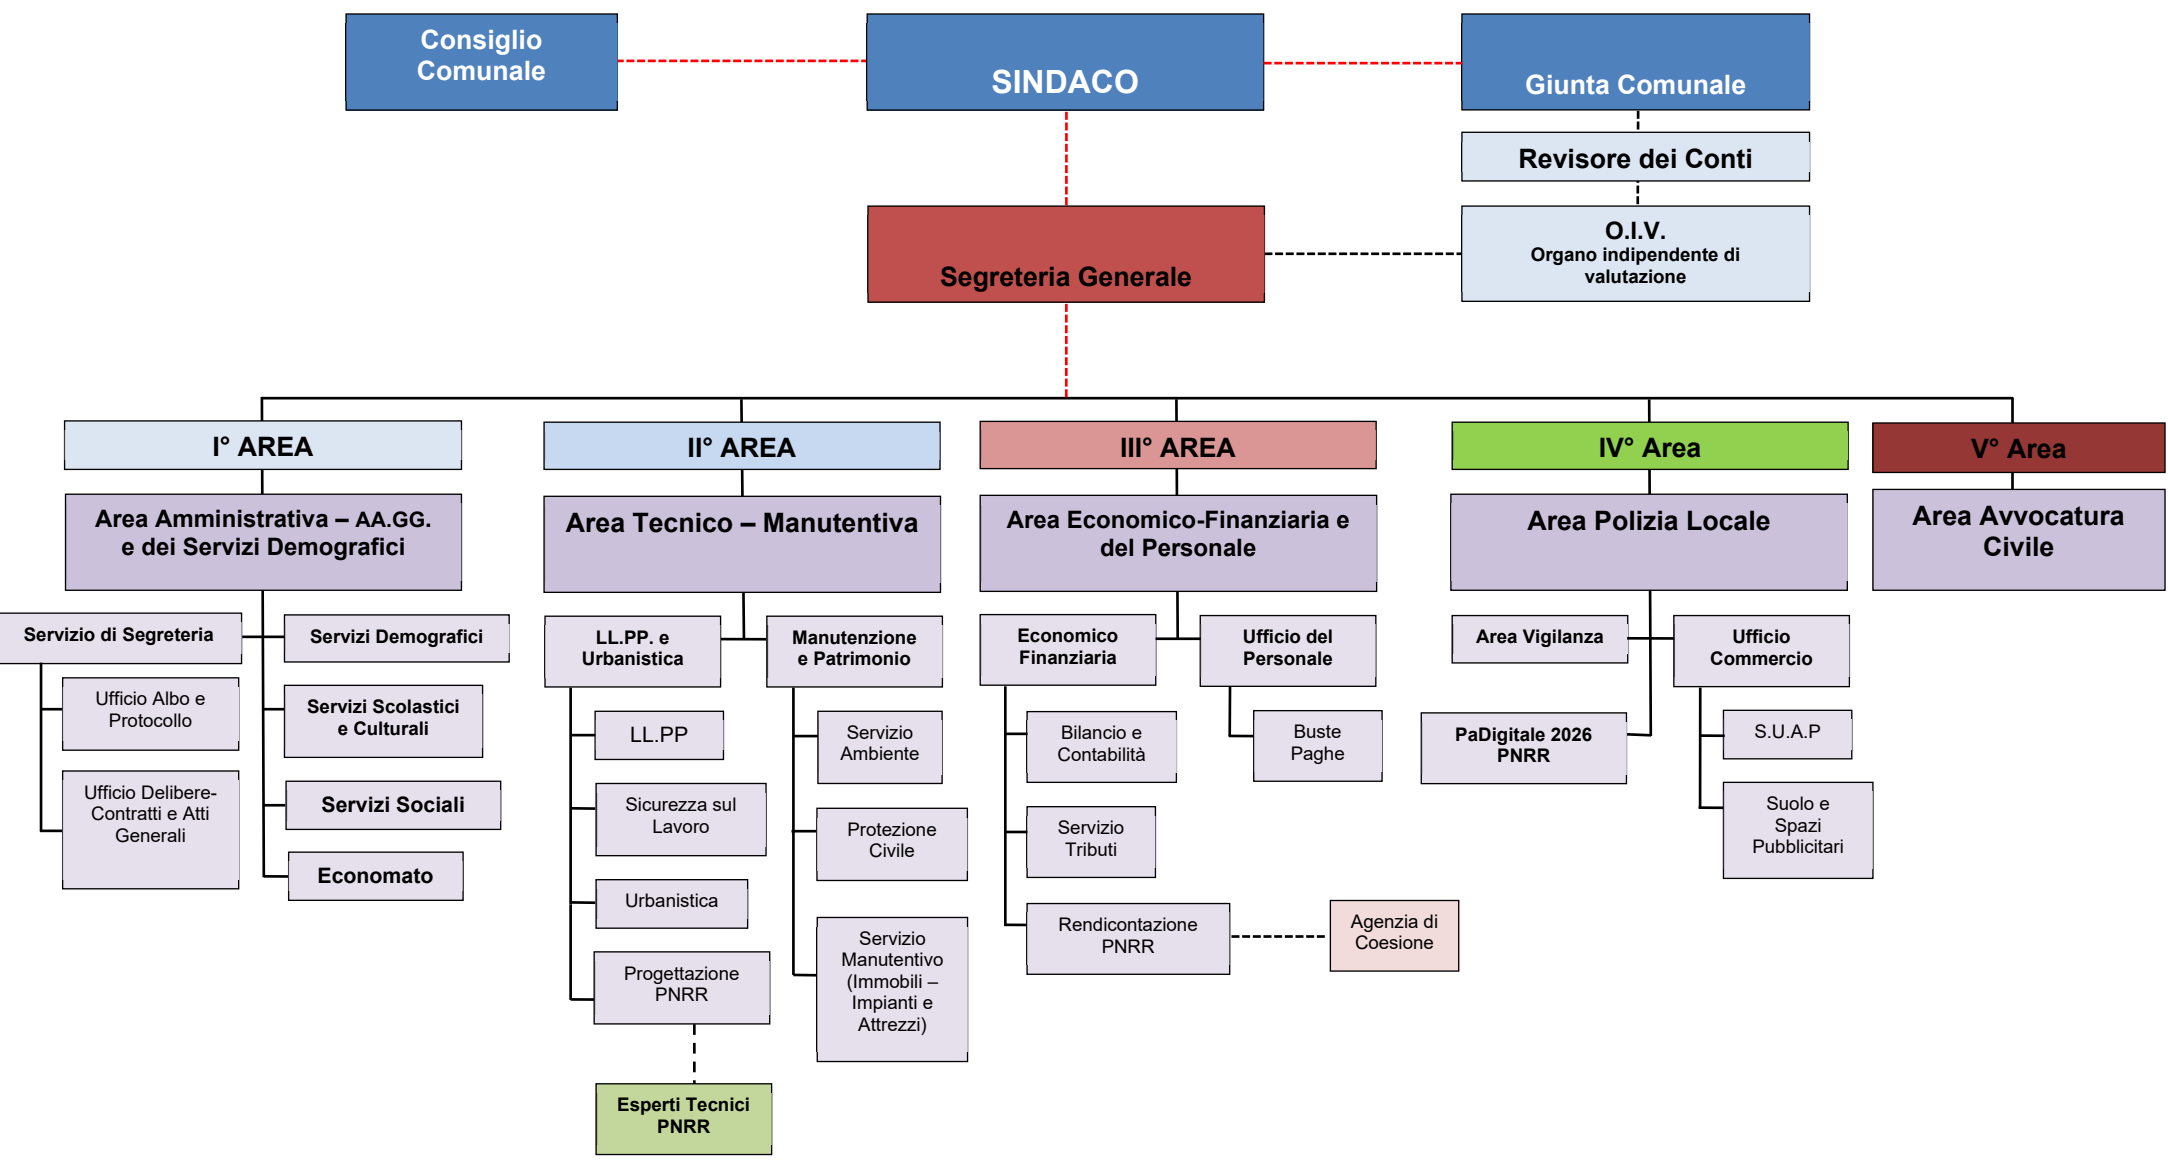 Consiglio
Comunale
SINDACO
Giunta Comunale
Revisore dei Conti
O.I.V.
Organo indipendente di
valutazione
Segreteria Generale
I° AREA
II° AREA
III° AREA
IV° Area
V° Area
Area Amministrativa – AA.GG.
e dei Servizi Demografici
Area Tecnico – Manutentiva
Area Economico-Finanziaria e
del Personale
Area Polizia Locale
Area Avvocatura
Civile
Servizio di Segreteria
Servizi Demografici
Ufficio Albo e
Protocollo
Servizi Scolastici
e Culturali
Ufficio Delibere-
Contratti e Atti
Generali
Servizi Sociali
Economato
LL.PP. e
Urbanistica
Manutenzione
e Patrimonio
LL.PP
Servizio
Ambiente
Sicurezza sul
Lavoro
Protezione
Civile
Urbanistica
Servizio
Manutentivo
(Immobili –
Impianti e
Attrezzi)
Progettazione
PNRR
Esperti Tecnici
PNRR
Economico
Finanziaria
Ufficio del
Personale
Bilancio e
Contabilità
Buste
Paghe
Servizio
Tributi
Rendicontazione
PNRR
Agenzia di
Coesione
Area Vigilanza
Ufficio
Commercio
PaDigitale 2026
PNRR
S.U.A.P
Suolo e
Spazi
Pubblicitari